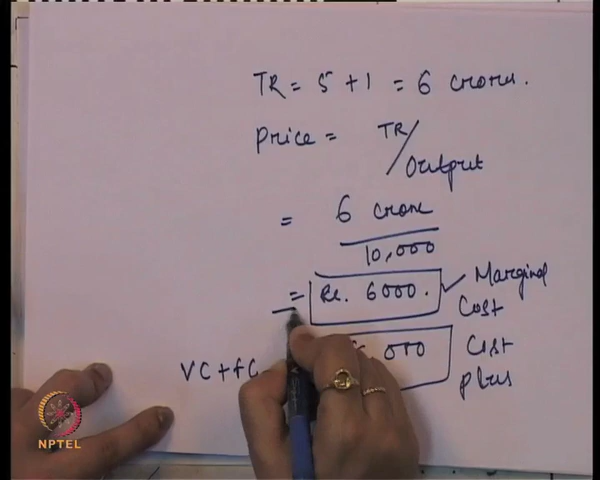 TR = 5 + 1 = 6 crores.
Price = TR / Output
= 6 crore
10,000
= Rs. 6000. Marginal Cost
VC + FC 000 Cost plus
NPTEL